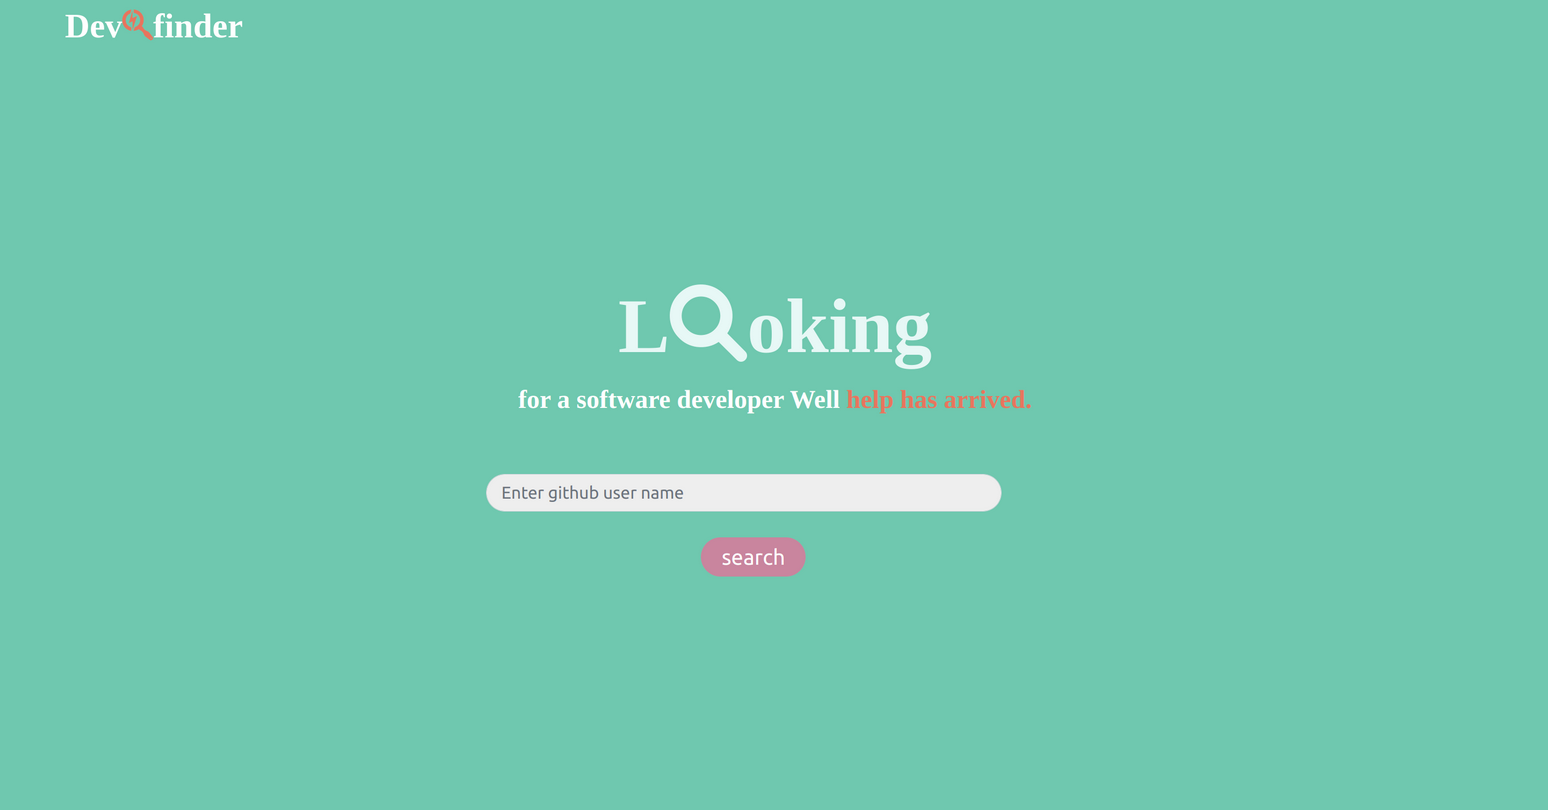 Dev finder
Looking
for a software developer Well help has arrived.
Enter github user name
search